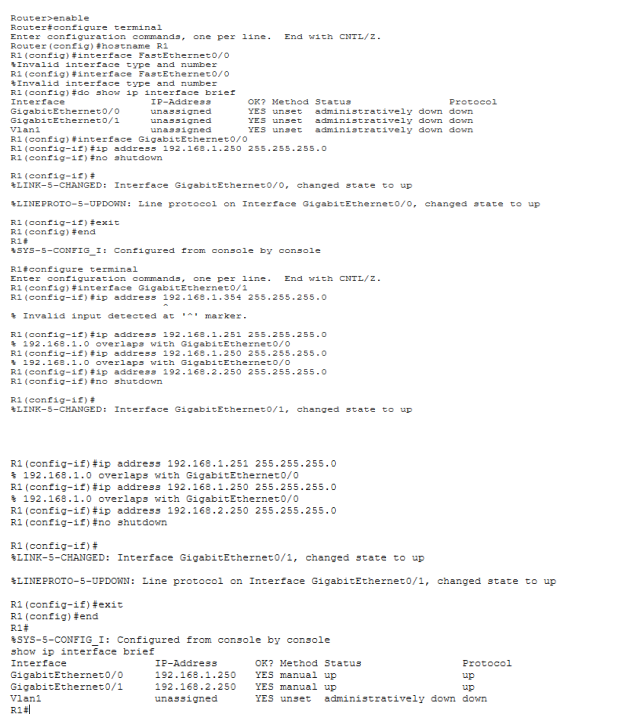 Router>enable
Router#configure terminal
Enter configuration commands, one per line.  End with CNTL/Z.
Router(config)#hostname R1
R1(config)#interface FastEthernet0/0
%Invalid interface type and number
R1(config)#interface FastEthernet0/0
%Invalid interface type and number
R1(config)#do show ip interface brief
Interface              IP-Address      OK? Method Status                Protocol
GigabitEthernet0/0     unassigned      YES unset  administratively down down
GigabitEthernet0/1     unassigned      YES unset  administratively down down
Vlan1                  unassigned      YES unset  administratively down down
R1(config)#interface GigabitEthernet0/0
R1(config-if)#ip address 192.168.1.250 255.255.255.0
R1(config-if)#no shutdown
R1(config-if)#
%LINK-5-CHANGED: Interface GigabitEthernet0/0, changed state to up
%LINEPROTO-5-UPDOWN: Line protocol on Interface GigabitEthernet0/0, changed state to up
R1(config-if)#exit
R1(config)#end
R1#
%SYS-5-CONFIG_I: Configured from console by console
R1#configure terminal
Enter configuration commands, one per line.  End with CNTL/Z.
R1(config)#interface GigabitEthernet0/1
R1(config-if)#ip address 192.168.1.354 255.255.255.0
^
% Invalid input detected at '^' marker.
R1(config-if)#ip address 192.168.1.251 255.255.255.0
% 192.168.1.0 overlaps with GigabitEthernet0/0
R1(config-if)#ip address 192.168.1.250 255.255.255.0
% 192.168.1.0 overlaps with GigabitEthernet0/0
R1(config-if)#ip address 192.168.2.250 255.255.255.0
R1(config-if)#no shutdown
R1(config-if)#
%LINK-5-CHANGED: Interface GigabitEthernet0/1, changed state to up
R1(config-if)#ip address 192.168.1.251 255.255.255.0
% 192.168.1.0 overlaps with GigabitEthernet0/0
R1(config-if)#ip address 192.168.1.250 255.255.255.0
% 192.168.1.0 overlaps with GigabitEthernet0/0
R1(config-if)#ip address 192.168.2.250 255.255.255.0
R1(config-if)#no shutdown
R1(config-if)#
%LINK-5-CHANGED: Interface GigabitEthernet0/1, changed state to up
%LINEPROTO-5-UPDOWN: Line protocol on Interface GigabitEthernet0/1, changed state to up
R1(config-if)#exit
R1(config)#end
R1#
%SYS-5-CONFIG_I: Configured from console by console
show ip interface brief
Interface              IP-Address      OK? Method Status                Protocol
GigabitEthernet0/0     192.168.1.250   YES manual up                    up
GigabitEthernet0/1     192.168.2.250   YES manual up                    up
Vlan1                  unassigned      YES unset  administratively down down
R1#